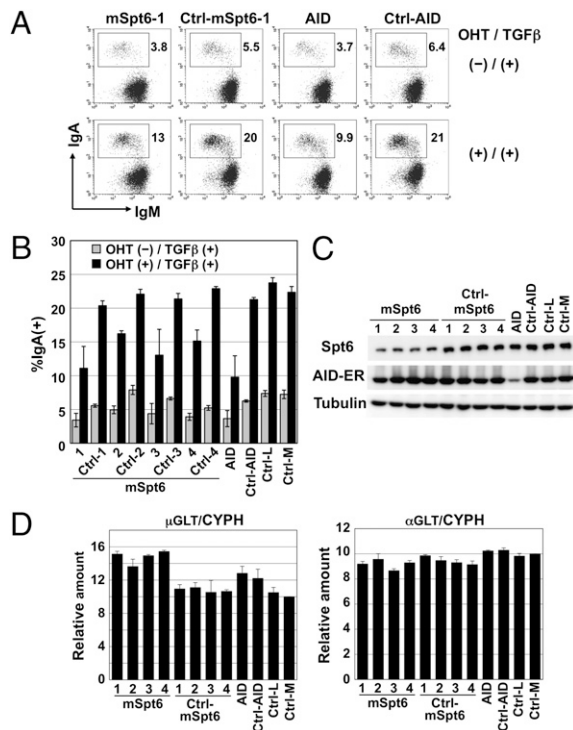 A
mSpt6-1 Ctrl-mSpt6-1 AID Ctrl-AID OHT / TGFβ
3.8 5.5 3.7 6.4 (−) / (+)
13 20 9.9 21 (+) / (+)
IgA
IgM
B
OHT (−) / TGFβ (+)
OHT (+) / TGFβ (+)
%IgA(+)
30
25
20
15
10
5
0
1 Ctrl-1 2 Ctrl-2 3 Ctrl-3 4 Ctrl-4 AID Ctrl-AID Ctrl-L Ctrl-M
mSpt6
C
mSpt6 Ctrl-mSpt6 AID Ctrl-AID Ctrl-L Ctrl-M
1 2 3 4 1 2 3 4
Spt6
AID-ER
Tubulin
D
μGLT/CYPH
Relative amount
16
12
8
4
0
1 2 3 4 1 2 3 4 AID Ctrl-AID Ctrl-L Ctrl-M
mSpt6 Ctrl-mSpt6
αGLT/CYPH
Relative amount
12
10
8
6
4
2
0
1 2 3 4 1 2 3 4 AID Ctrl-AID Ctrl-L Ctrl-M
mSpt6 Ctrl-mSpt6